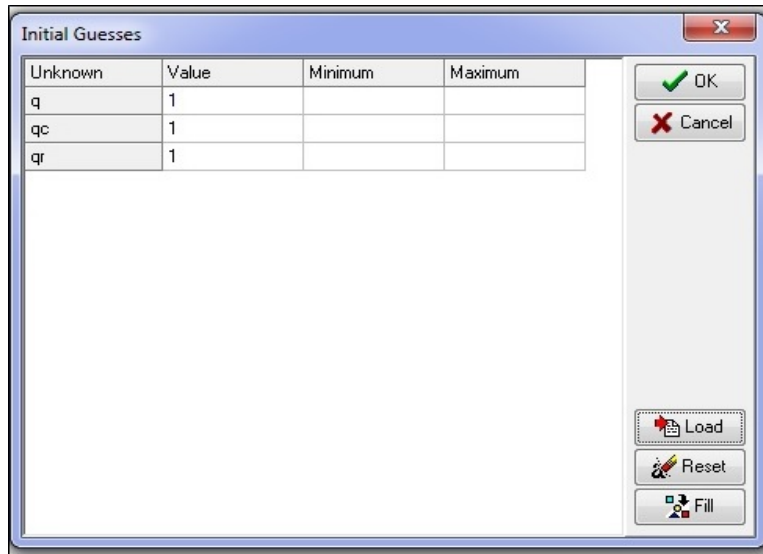 Initial Guesses
Unknown Value Minimum Maximum
q 1
qc 1
qr 1
OK
Cancel
Load
Reset
Fill